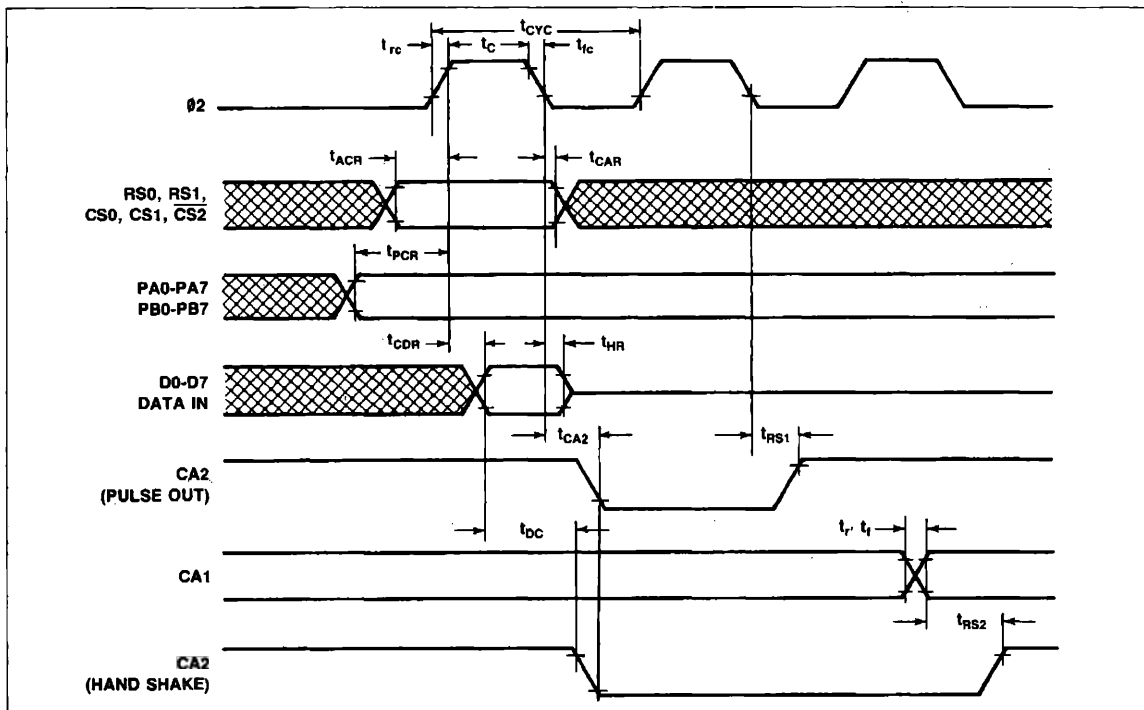 tCYC
trc
tC
tfc
Ø2
tACR
tCAR
RS0, RS1,
CS0, CS1, C̅S̅2̅
tPCR
PA0-PA7
PB0-PB7
tCDR
tHR
D0-D7
DATA IN
tCA2
tRS1
CA2
(PULSE OUT)
tDC
tr, tf
CA1
tRS2
CA2
(HAND SHAKE)